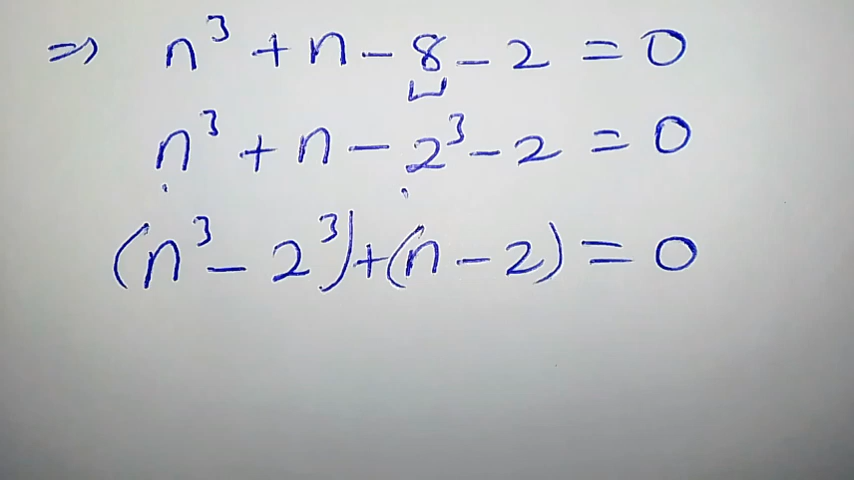 ⇒ n³ + n - 8 - 2 = 0
n³ + n - 2³ - 2 = 0
(n³ - 2³) + (n - 2) = 0